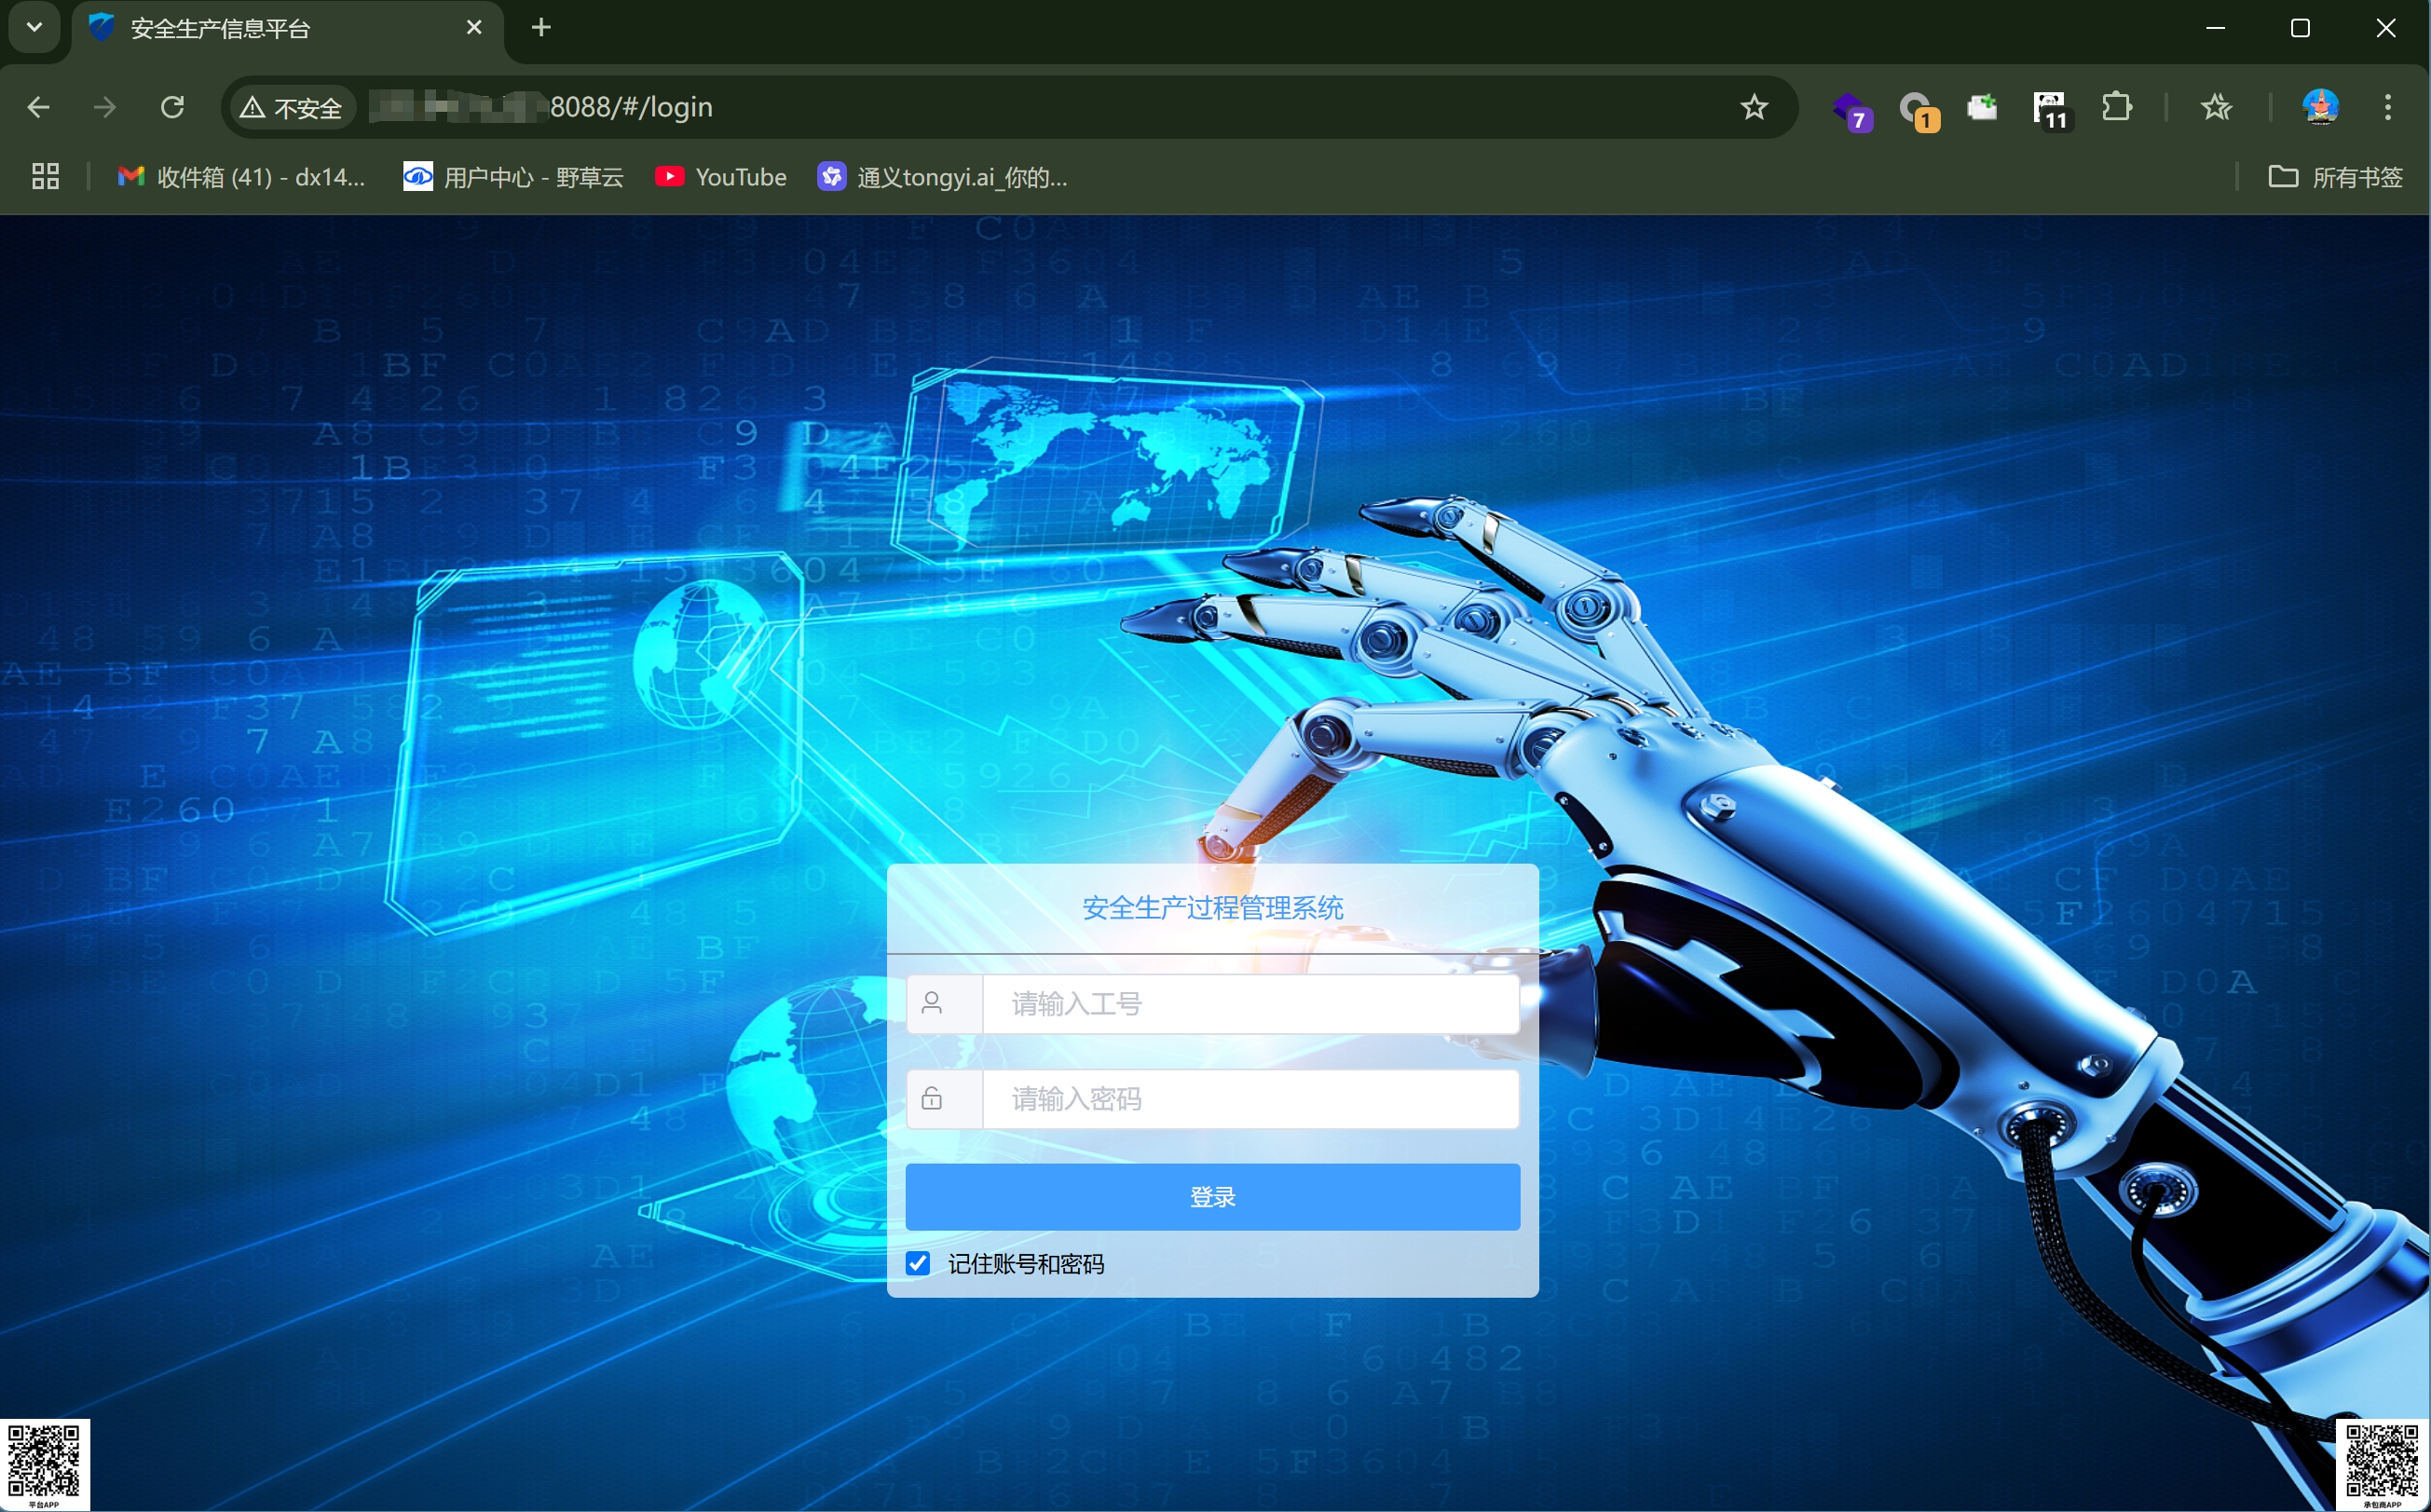 安全生产信息平台
不安全
8088/#/login
7
1
11
收件箱 (41) - dx14...
用户中心 - 野草云
YouTube
通义tongyi.ai_你的...
所有书签
安全生产过程管理系统
请输入工号
请输入密码
登录
记住账号和密码
平台APP
承包商APP